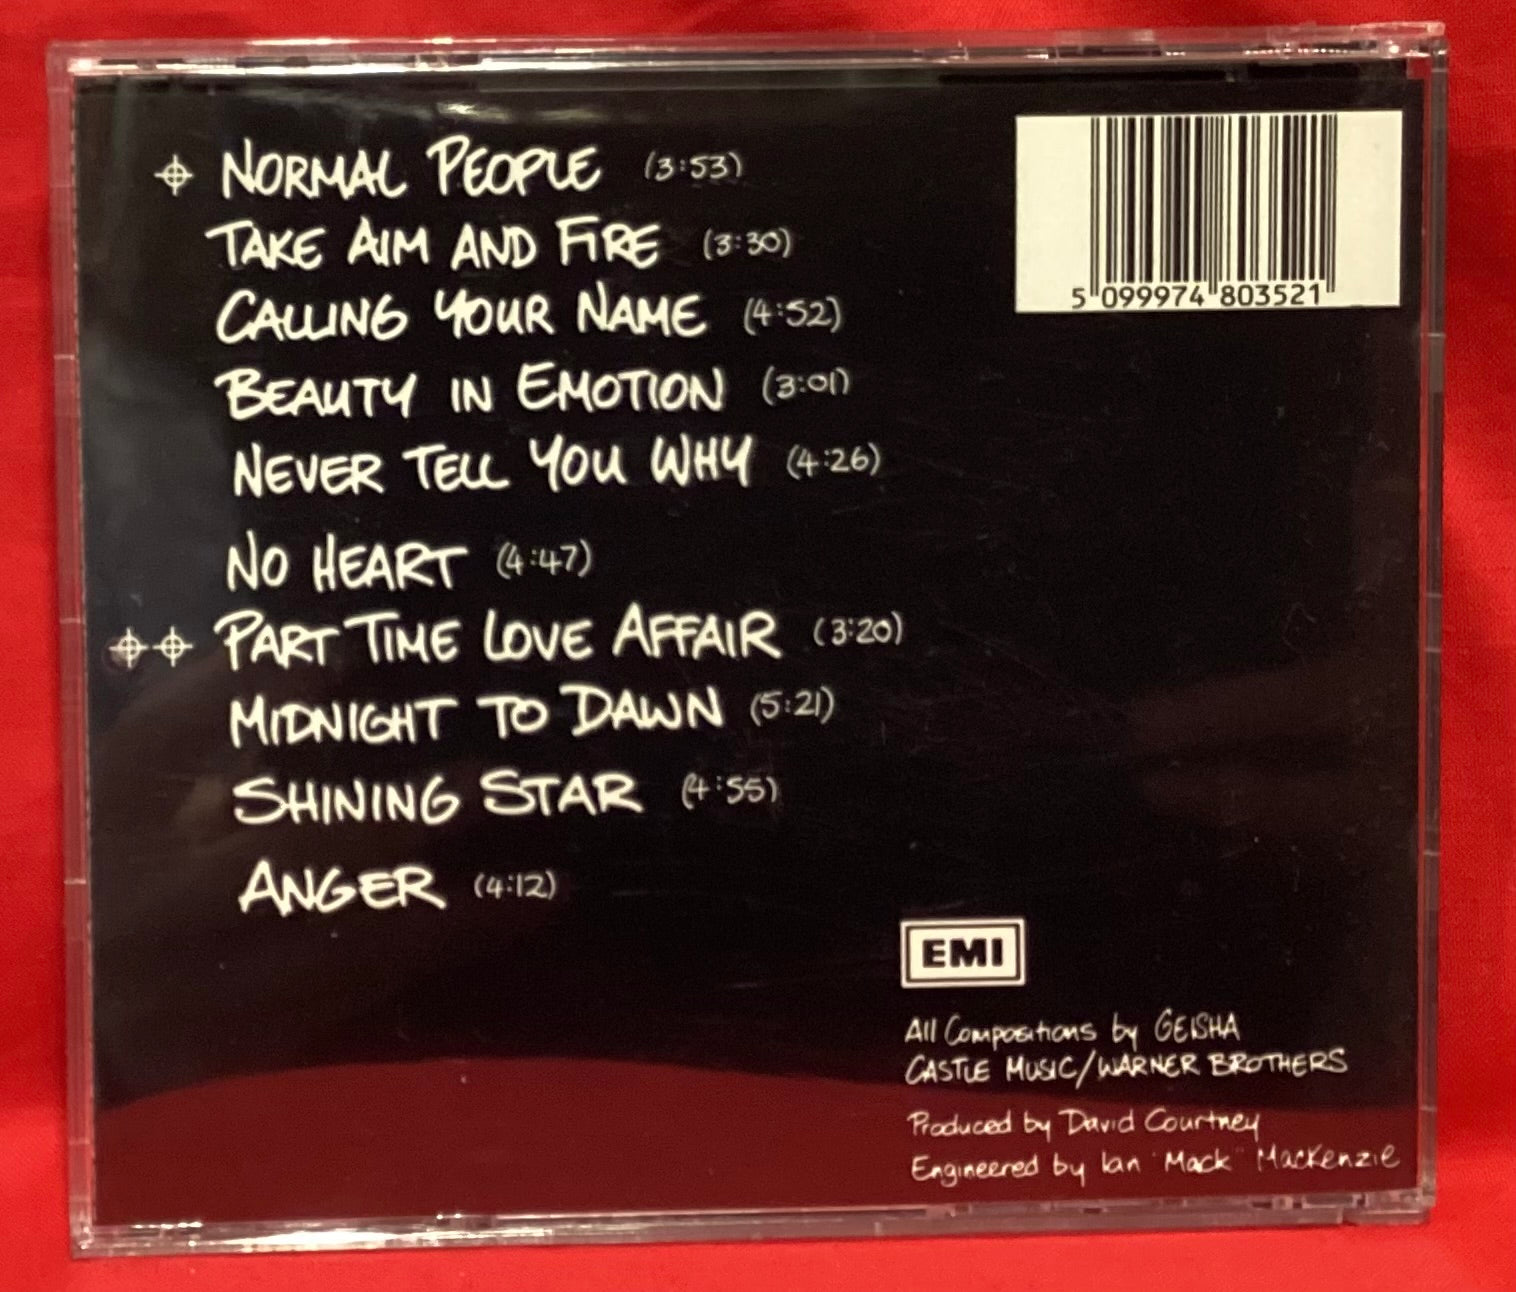 NORMAL PEOPLE (3:53)
TAKE AIM AND FIRE (3:30)
CALLING YOUR NAME (4:52)
BEAUTY IN EMOTION (3:01)
NEVER TELL YOU WHY (4:26)
NO HEART (4:47)
PART TIME LOVE AFFAIR (3:20)
MIDNIGHT TO DAWN (5:21)
SHINING STAR (4:55)
ANGER (4:12)
5 099974 803521
EMI
All Compositions by GEISHA
CASTLE MUSIC/WARNER BROTHERS
Produced by David Courtney
Engineered by Ian "Mack" Mackenzie